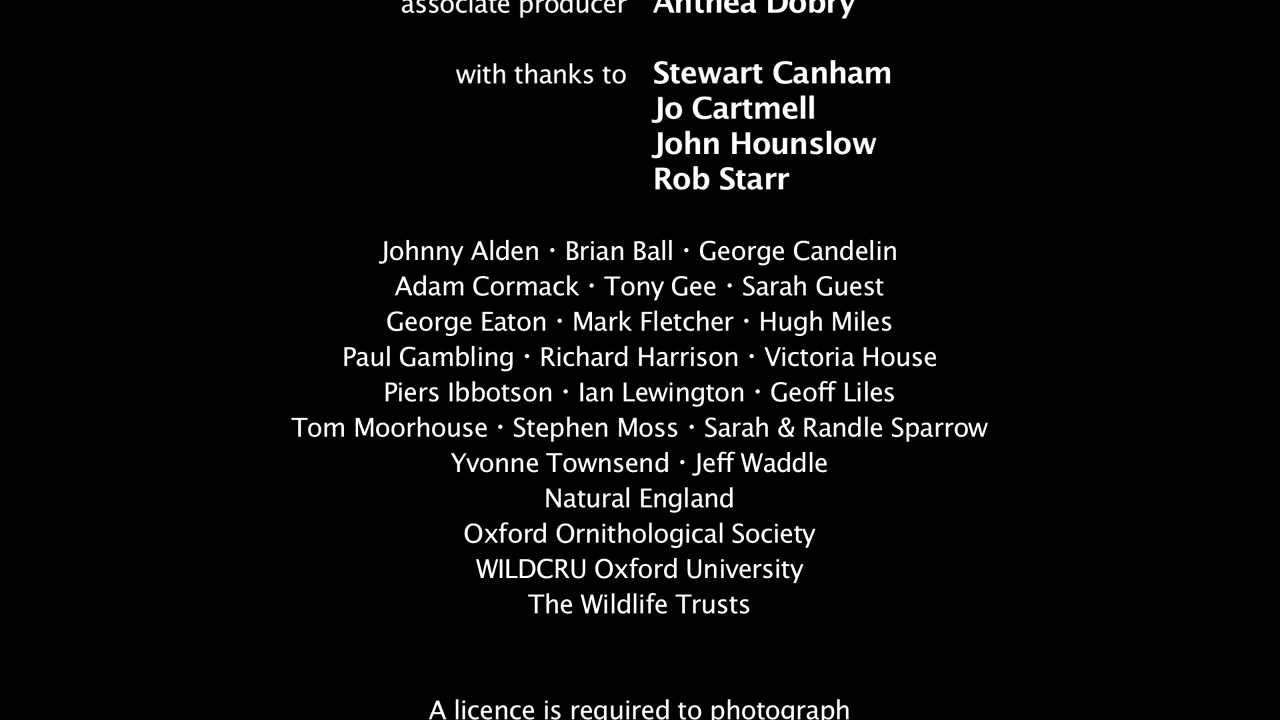 associate producer Anthea Dobry
with thanks to Stewart Canham
Jo Cartmell
John Hounslow
Rob Starr
Johnny Alden • Brian Ball • George Candelin
Adam Cormack • Tony Gee • Sarah Guest
George Eaton • Mark Fletcher • Hugh Miles
Paul Gambling • Richard Harrison • Victoria House
Piers Ibbotson • Ian Lewington • Geoff Liles
Tom Moorhouse • Stephen Moss • Sarah & Randle Sparrow
Yvonne Townsend • Jeff Waddle
Natural England
Oxford Ornithological Society
WILDCRU Oxford University
The Wildlife Trusts
A licence is required to photograph